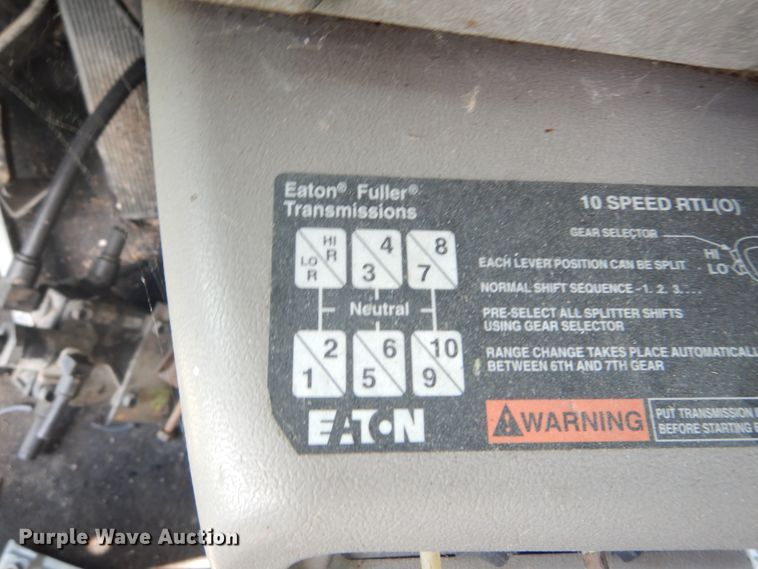 Eaton® Fuller®
Transmissions
10 SPEED RTL(O)
GEAR SELECTOR
HI
LO
EACH LEVER POSITION CAN BE SPLIT
NORMAL SHIFT SEQUENCE -1. 2. 3. . . .
PRE-SELECT ALL SPLITTER SHIFTS
USING GEAR SELECTOR
RANGE CHANGE TAKES PLACE AUTOMATICALL
BETWEEN 6TH AND 7TH GEAR
HI R
LO R
4
3
8
7
Neutral
2
1
6
5
10
9
EATON
WARNING
PUT TRANSMISSION
BEFORE STARTING
Purple Wave Auction